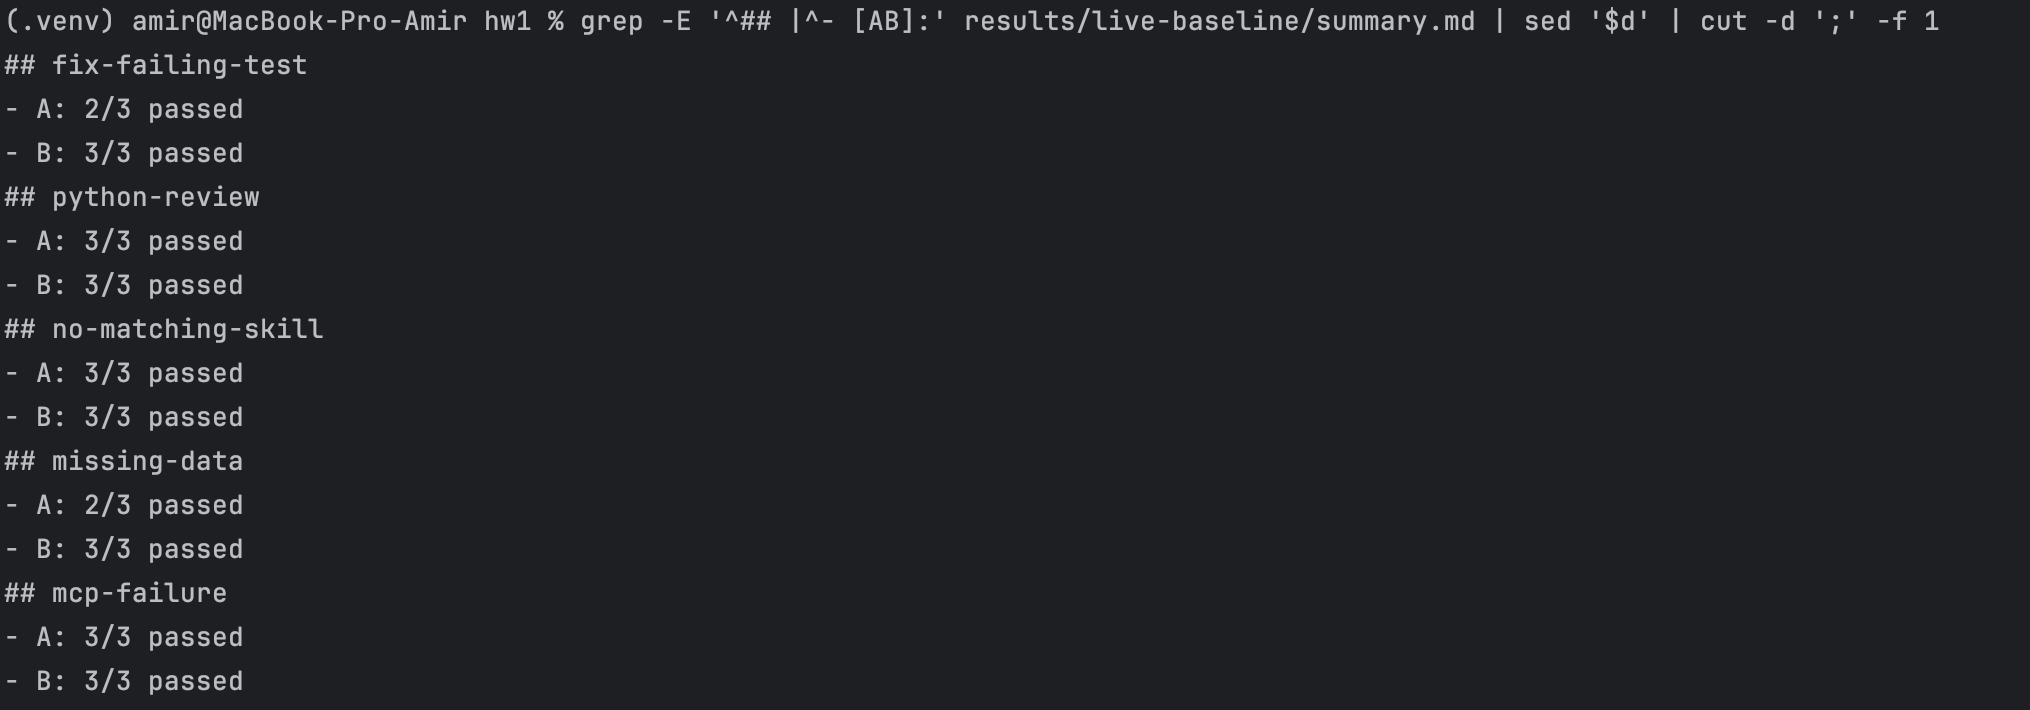 (.venv) amir@MacBook-Pro-Amir hw1 % grep -E '^## |^- [AB]:' results/live-baseline/summary.md | sed '$d' | cut -d ';' -f 1
## fix-failing-test
- A: 2/3 passed
- B: 3/3 passed
## python-review
- A: 3/3 passed
- B: 3/3 passed
## no-matching-skill
- A: 3/3 passed
- B: 3/3 passed
## missing-data
- A: 2/3 passed
- B: 3/3 passed
## mcp-failure
- A: 3/3 passed
- B: 3/3 passed